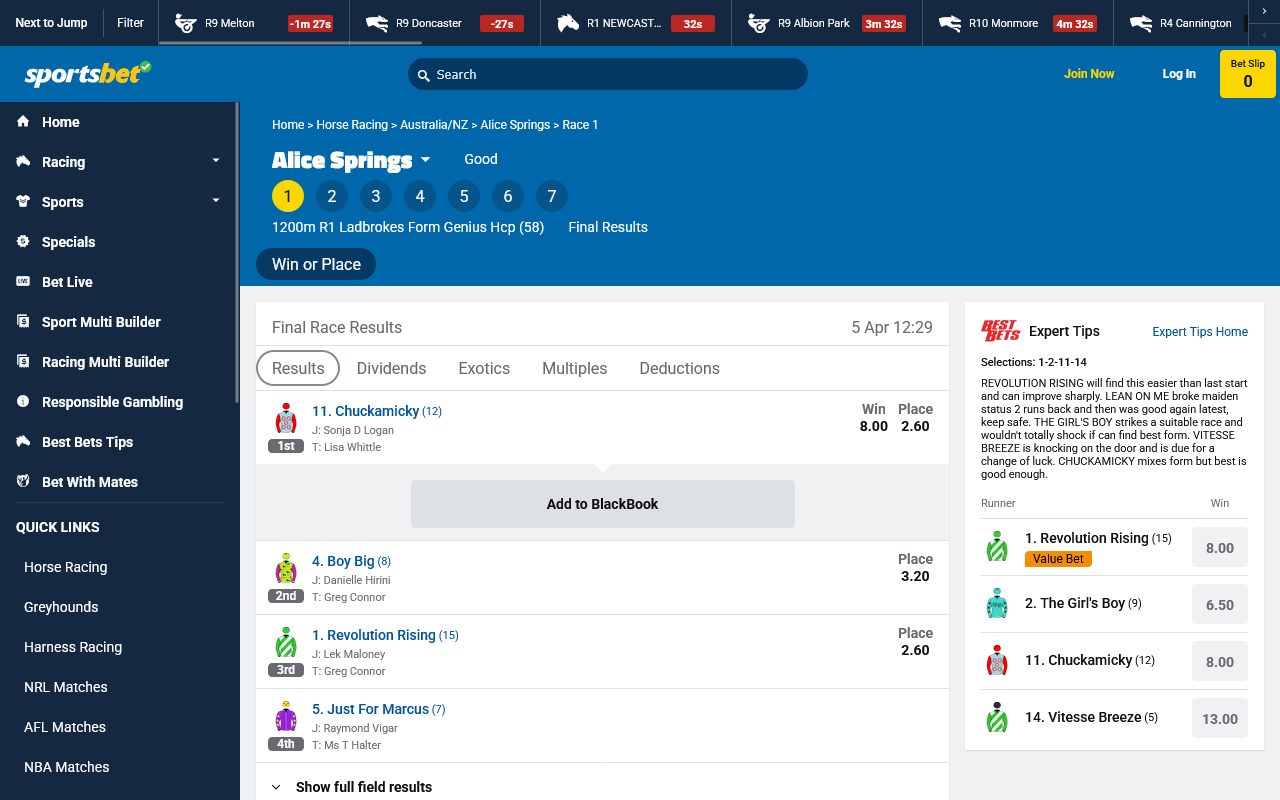 Next to Jump
Filter
R9 Melton
-1m 27s
R9 Doncaster
-27s
R1 NEWCAST...
32s
R9 Albion Park
3m 32s
R10 Monmore
4m 32s
R4 Cannington
sportsbet
Search
Join Now
Log In
Bet Slip
0
Home
Racing
Sports
Specials
LIVE
Bet Live
Sport Multi Builder
Racing Multi Builder
Responsible Gambling
Best Bets Tips
Bet With Mates
QUICK LINKS
Horse Racing
Greyhounds
Harness Racing
NRL Matches
AFL Matches
NBA Matches
Home > Horse Racing > Australia/NZ > Alice Springs > Race 1
Alice Springs
Good
1 2 3 4 5 6 7
1200m R1 Ladbrokes Form Genius Hcp (58)
Final Results
Win or Place
Final Race Results
5 Apr 12:29
Results
Dividends
Exotics
Multiples
Deductions
11. Chuckamicky (12)
J: Sonja D Logan
T: Lisa Whittle
1st
Win Place
8.00 2.60
Add to BlackBook
4. Boy Big (8)
J: Danielle Hirini
T: Greg Connor
2nd
Place
3.20
1. Revolution Rising (15)
J: Lek Maloney
T: Greg Connor
3rd
Place
2.60
5. Just For Marcus (7)
J: Raymond Vigar
T: Ms T Halter
4th
Show full field results
BEST BETS
Expert Tips
Expert Tips Home
Selections: 1-2-11-14
REVOLUTION RISING will find this easier than last start
and can improve sharply. LEAN ON ME broke maiden
status 2 runs back and then was good again latest,
keep safe. THE GIRL'S BOY strikes a suitable race and
wouldn't totally shock if can find best form. VITESSE
BREEZE is knocking on the door and is due for a
change of luck. CHUCKAMICKY mixes form but best is
good enough.
Runner
Win
1. Revolution Rising (15)
Value Bet
8.00
2. The Girl's Boy (9)
6.50
11. Chuckamicky (12)
8.00
14. Vitesse Breeze (5)
13.00